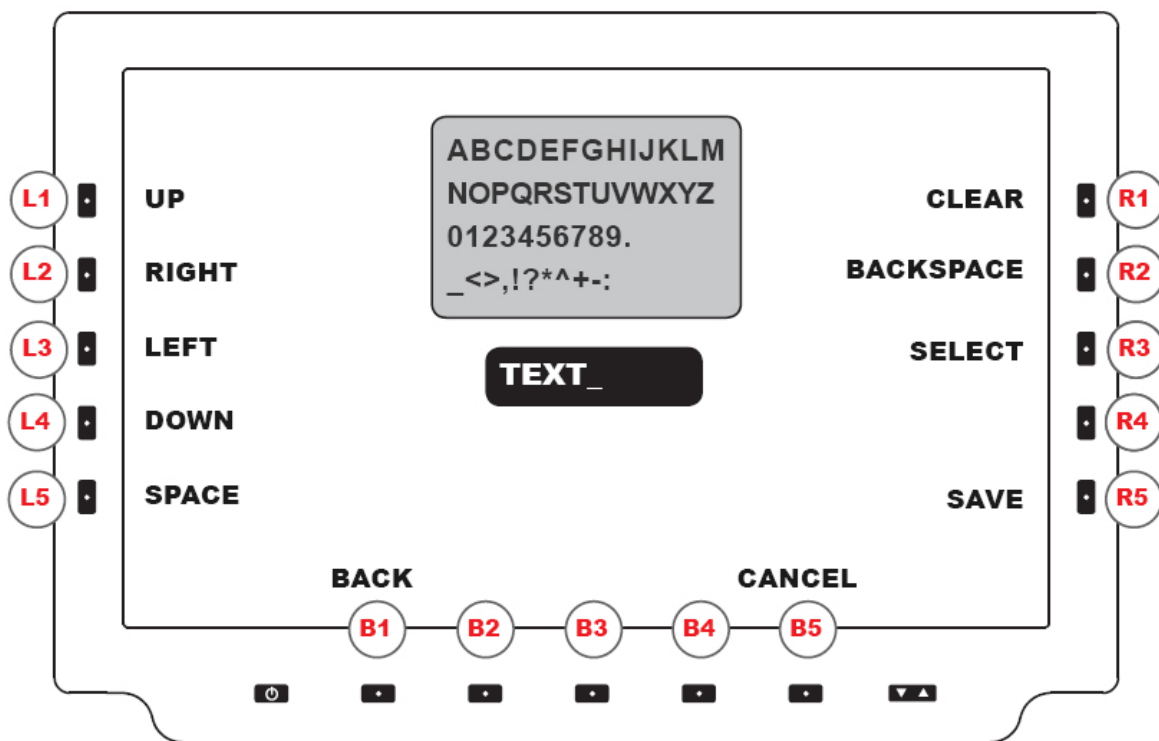 ABCDEFGHIJKLM
NOPQRSTUVWXYZ
0123456789.
_<>,!?*^+-:
TEXT_
L1 UP
L2 RIGHT
L3 LEFT
L4 DOWN
L5 SPACE
CLEAR R1
BACKSPACE R2
SELECT R3
R4
SAVE R5
BACK CANCEL
B1 B2 B3 B4 B5